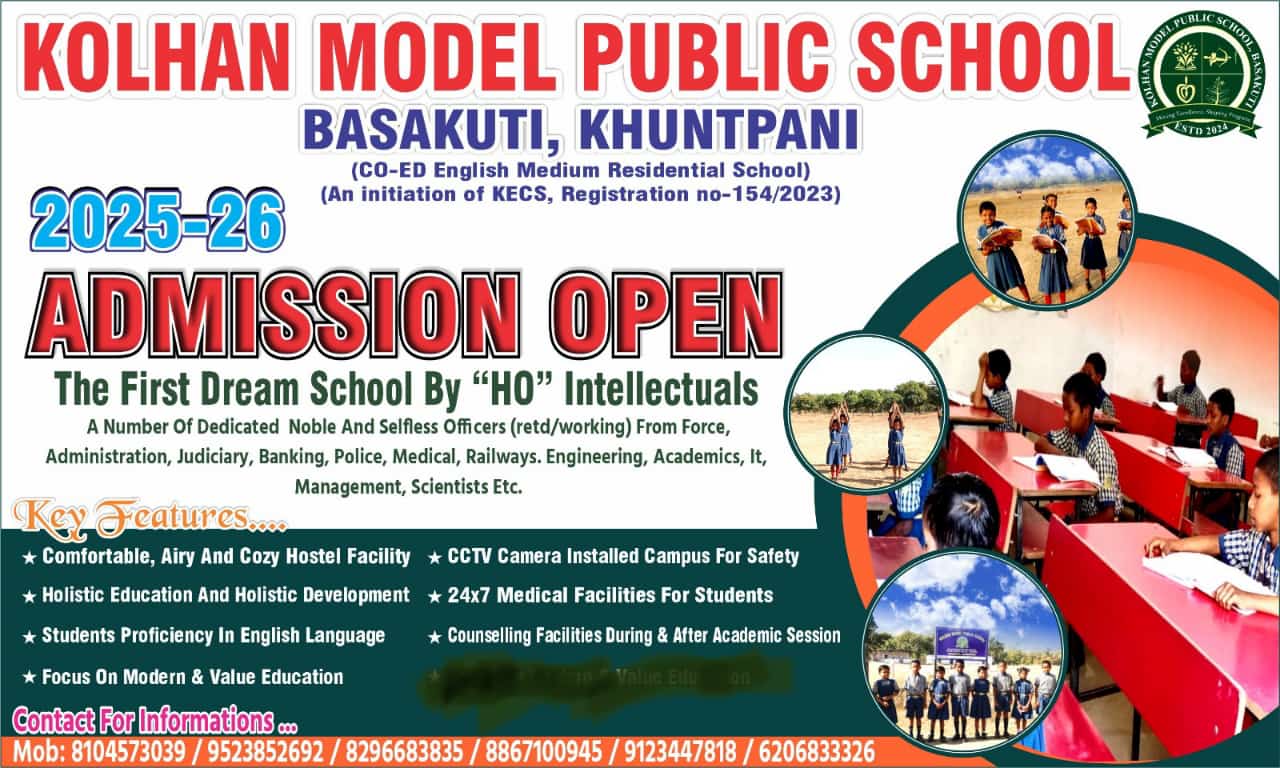 KOLHAN MODEL PUBLIC SCHOOL
BASAKUTI, KHUNTPANI
(CO-ED English Medium Residential School)
(An initiation of KECS, Registration no-154/2023)
KOLHAN MODEL PUBLIC SCHOOL, BASAKUTI
ESTD 2024
2025-26
ADMISSION OPEN
The First Dream School By “HO” Intellectuals
A Number Of Dedicated Noble And Selfless Officers (retd/working) From Force,
Administration, Judiciary, Banking, Police, Medical, Railways. Engineering, Academics, It,
Management, Scientists Etc.
Key Features....
★ Comfortable, Airy And Cozy Hostel Facility
★ Holistic Education And Holistic Development
★ Students Proficiency In English Language
★ Focus On Modern & Value Education
★ CCTV Camera Installed Campus For Safety
★ 24x7 Medical Facilities For Students
★ Counselling Facilities During & After Academic Session
★ & Value Education
Contact For Informations ...
Mob: 8104573039 / 9523852692 / 8296683835 / 8867100945 / 9123447818 / 6206833326